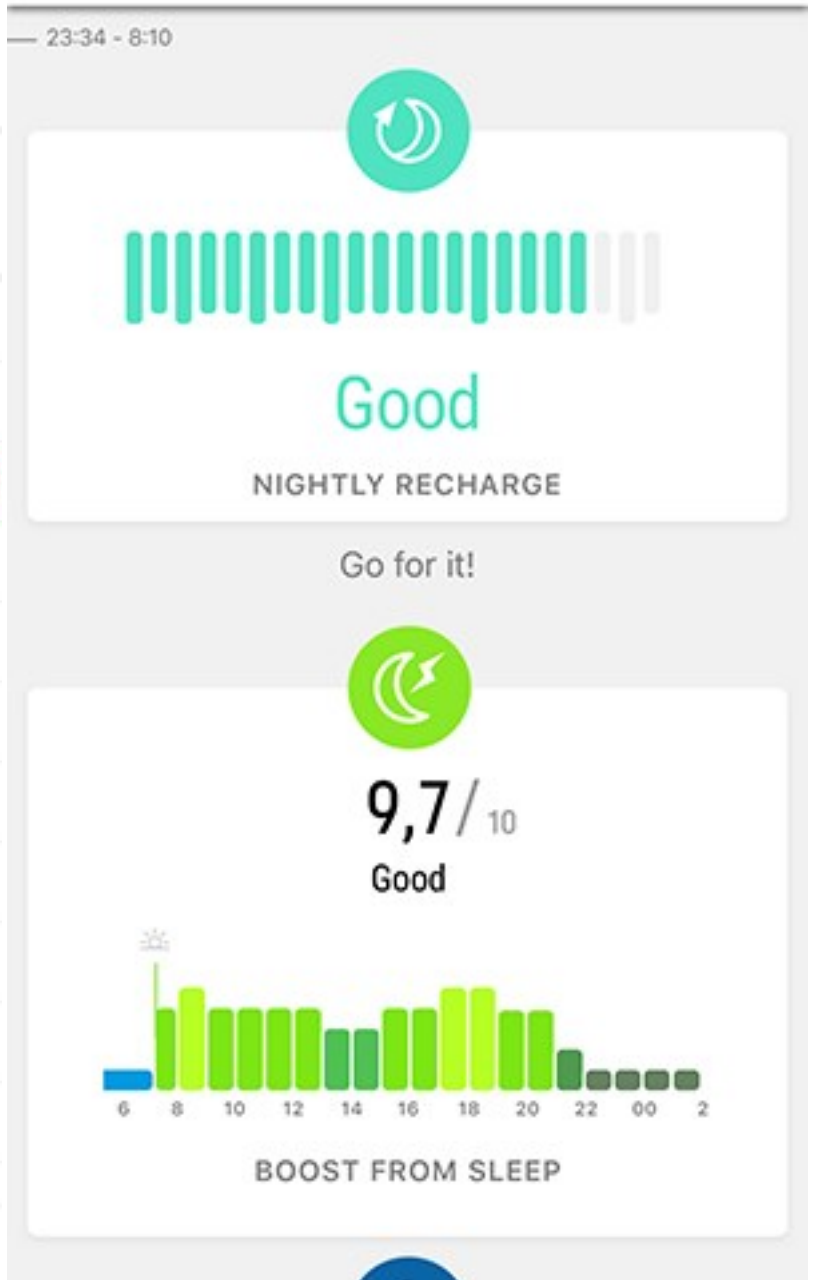 23:34 - 8:10
Good
NIGHTLY RECHARGE
Go for it!
9,7/ 10
Good
6 8 10 12 14 16 18 20 22 00 2
BOOST FROM SLEEP